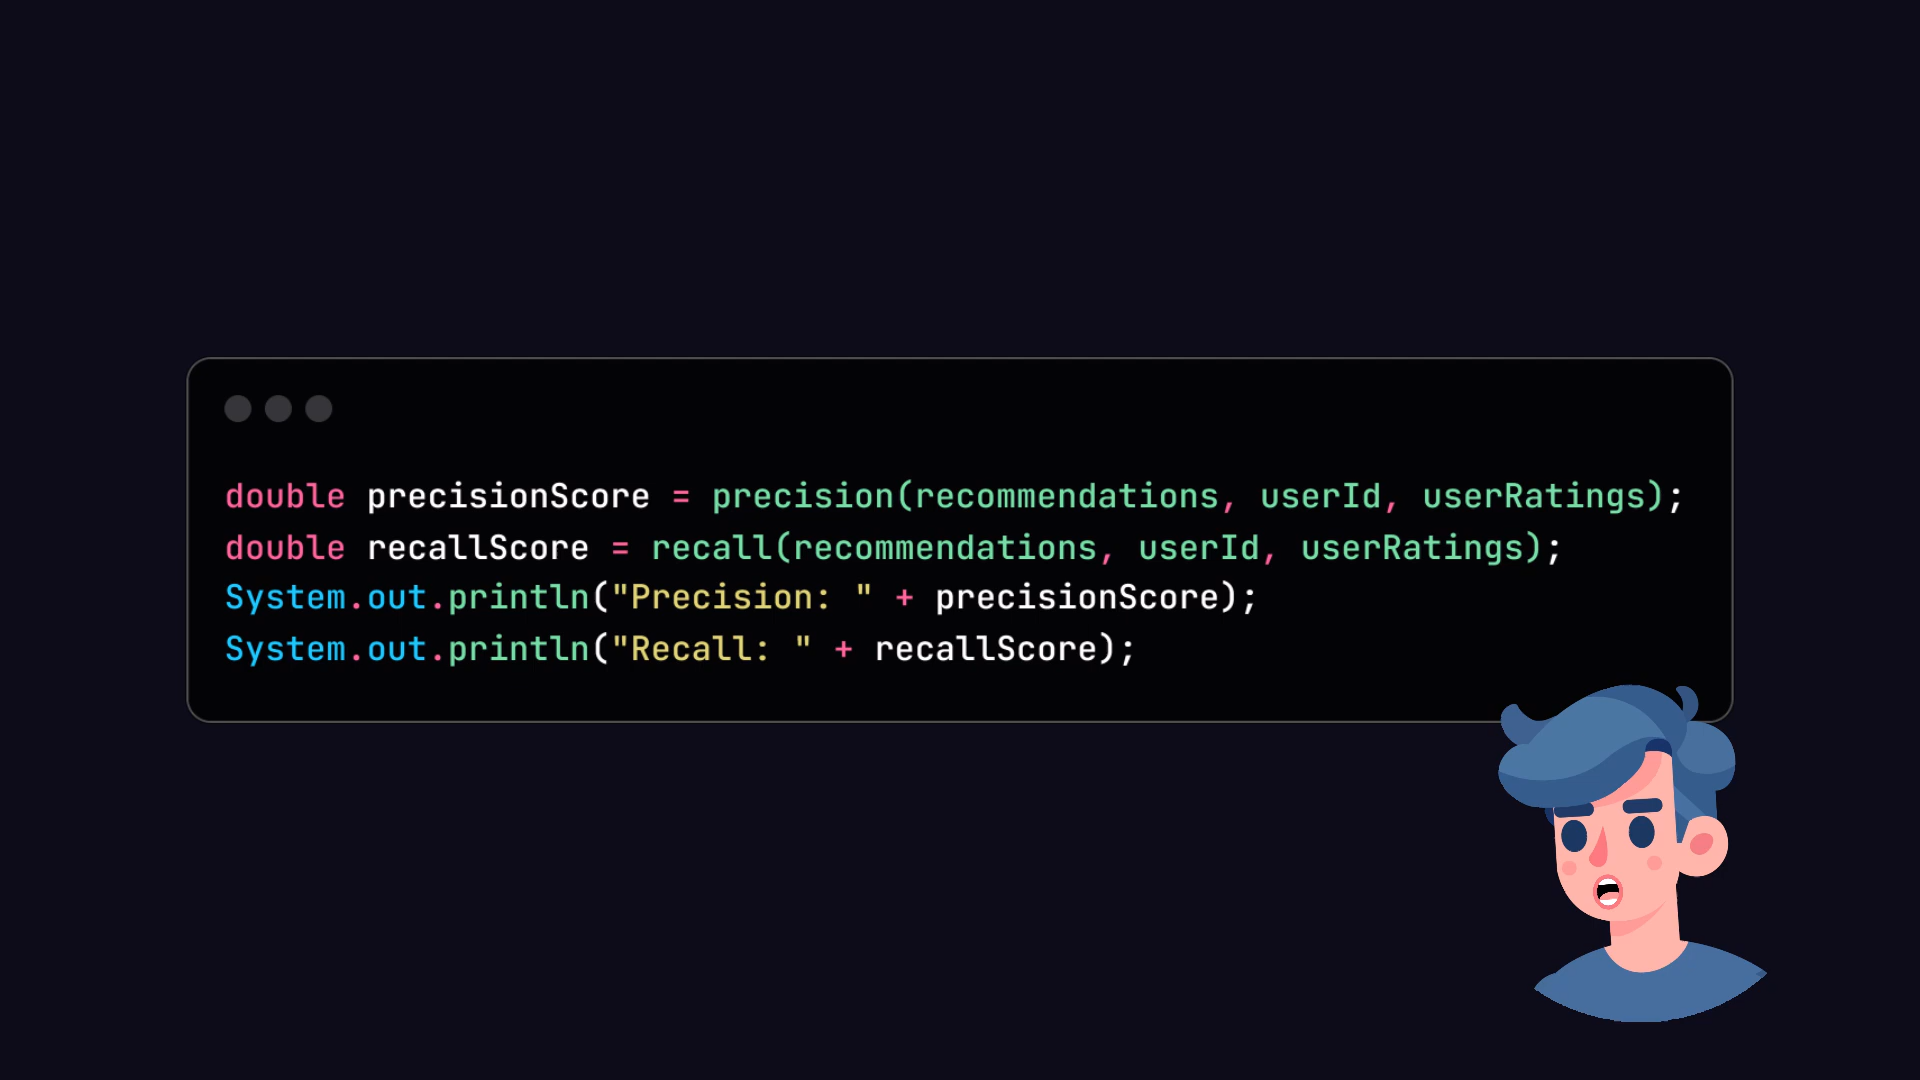 double precisionScore = precision(recommendations, userId, userRatings);
double recallScore = recall(recommendations, userId, userRatings);
System.out.println("Precision: " + precisionScore);
System.out.println("Recall: " + recallScore);